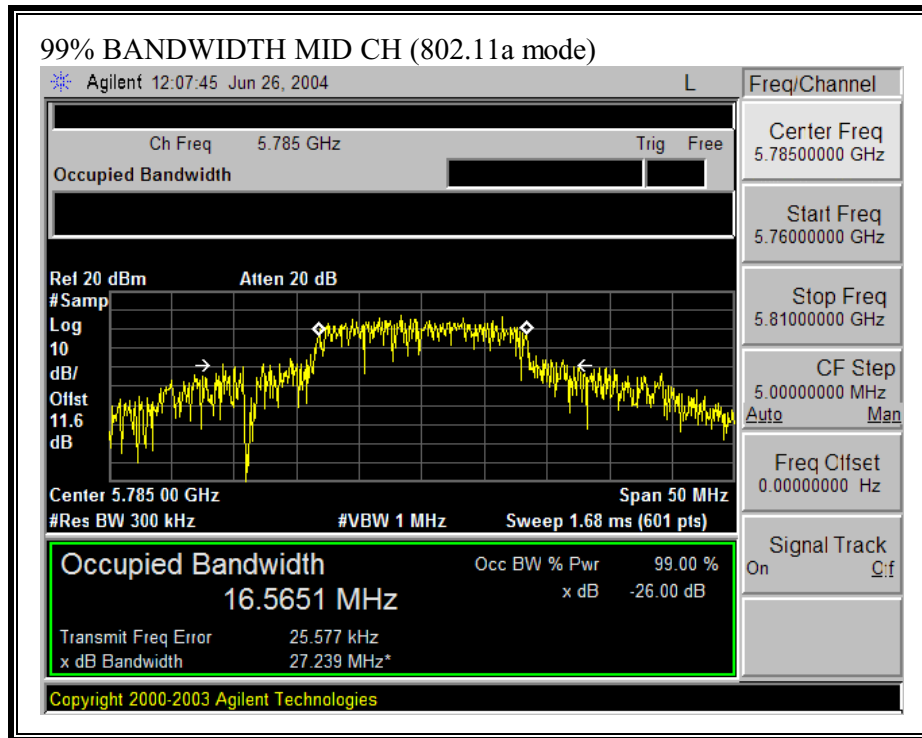 99% BANDWIDTH MID CH (802.11a mode)
Agilent 12:07:45 Jun 26, 2004 L
Freq/Channel
Ch Freq 5.785 GHz Trig Free
Occupied Bandwidth
Center Freq
5.78500000 GHz
Start Freq
5.76000000 GHz
Stop Freq
5.81000000 GHz
CF Step
5.00000000 MHz
Auto Man
Freq Offset
0.00000000 Hz
Signal Track
On Off
Ref 20 dBm Atten 20 dB
#Samp
Log
10
dB/
Offst
11.6
dB
Center 5.785 00 GHz Span 50 MHz
#Res BW 300 kHz #VBW 1 MHz Sweep 1.68 ms (601 pts)
Occupied Bandwidth Occ BW % Pwr 99.00 %
16.5651 MHz x dB -26.00 dB
Transmit Freq Error 25.577 kHz
x dB Bandwidth 27.239 MHz*
Copyright 2000-2003 Agilent Technologies